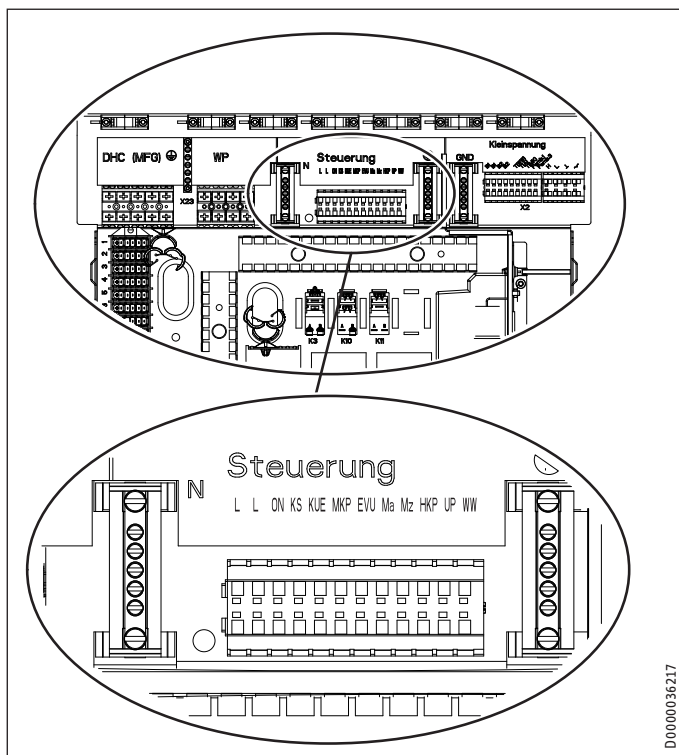 Kleinspannung
DHC (MFG) WP N Steuerung GND
X23
X2
1
2
3
4
5
K3 K10 K11
Steuerung
N
L L ON KS KUE MKP EVU Ma Mz HKP UP WW
D0000036217